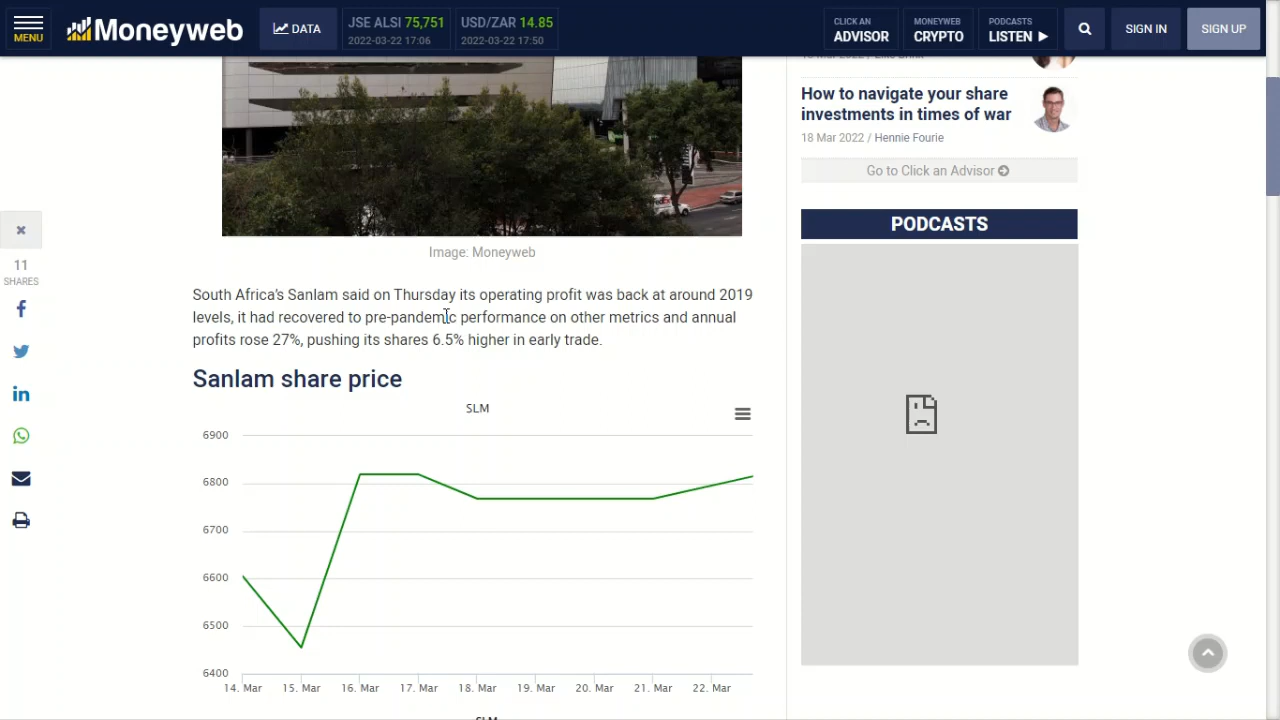 MENU
Moneyweb
DATA
JSE ALSI 75,751
2022-03-22 17:06
USD/ZAR 14.85
2022-03-22 17:50
CLICK AN
ADVISOR
MONEYWEB
CRYPTO
PODCASTS
LISTEN
SIGN IN
SIGN UP
How to navigate your share
investments in times of war
18 Mar 2022 / Hennie Fourie
Go to Click an Advisor
PODCASTS
11
SHARES
Image: Moneyweb
South Africa's Sanlam said on Thursday its operating profit was back at around 2019
levels, it had recovered to pre-pandemic performance on other metrics and annual
profits rose 27%, pushing its shares 6.5% higher in early trade.
Sanlam share price
SLM
6900
6800
6700
6600
6500
6400
14. Mar 15. Mar 16. Mar 17. Mar 18. Mar 19. Mar 20. Mar 21. Mar 22. Mar
SLM